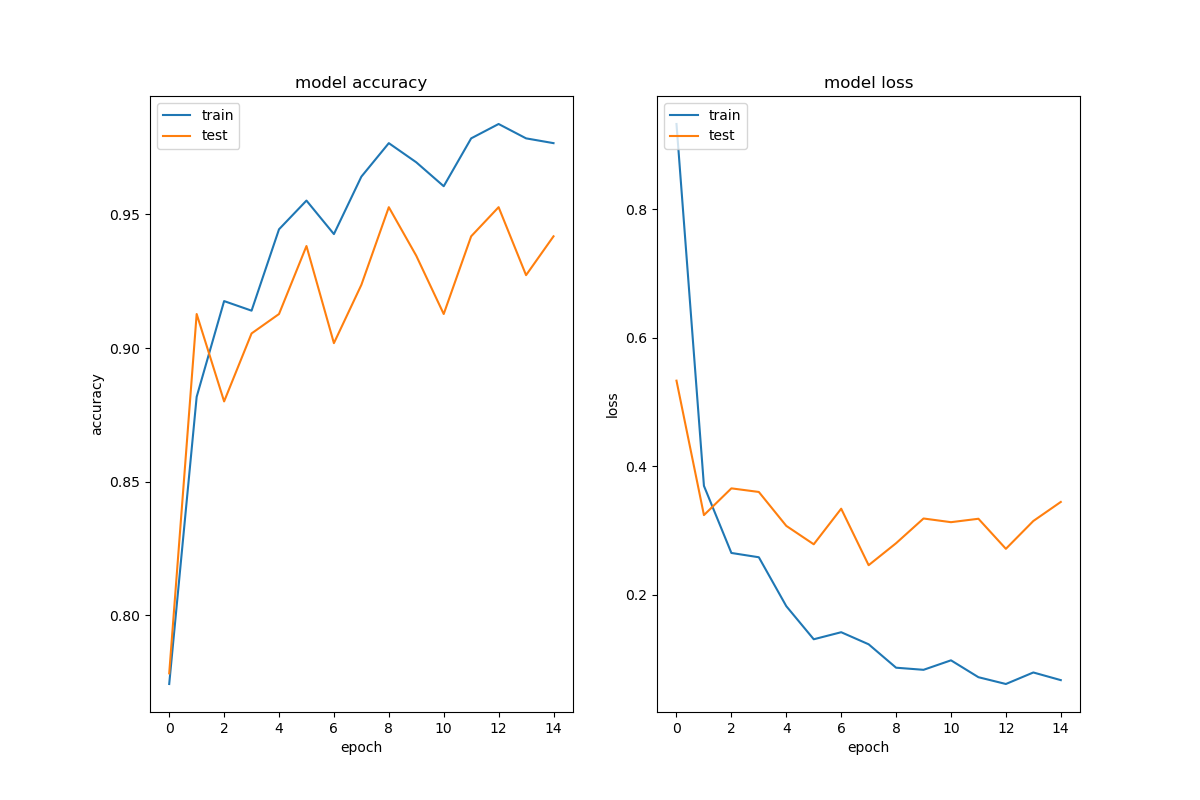 model accuracy
train
test
0.95
0.90
0.85
0.80
accuracy
0 2 4 6 8 10 12 14
epoch
model loss
train
test
0.8
0.6
0.4
0.2
loss
0 2 4 6 8 10 12 14
epoch